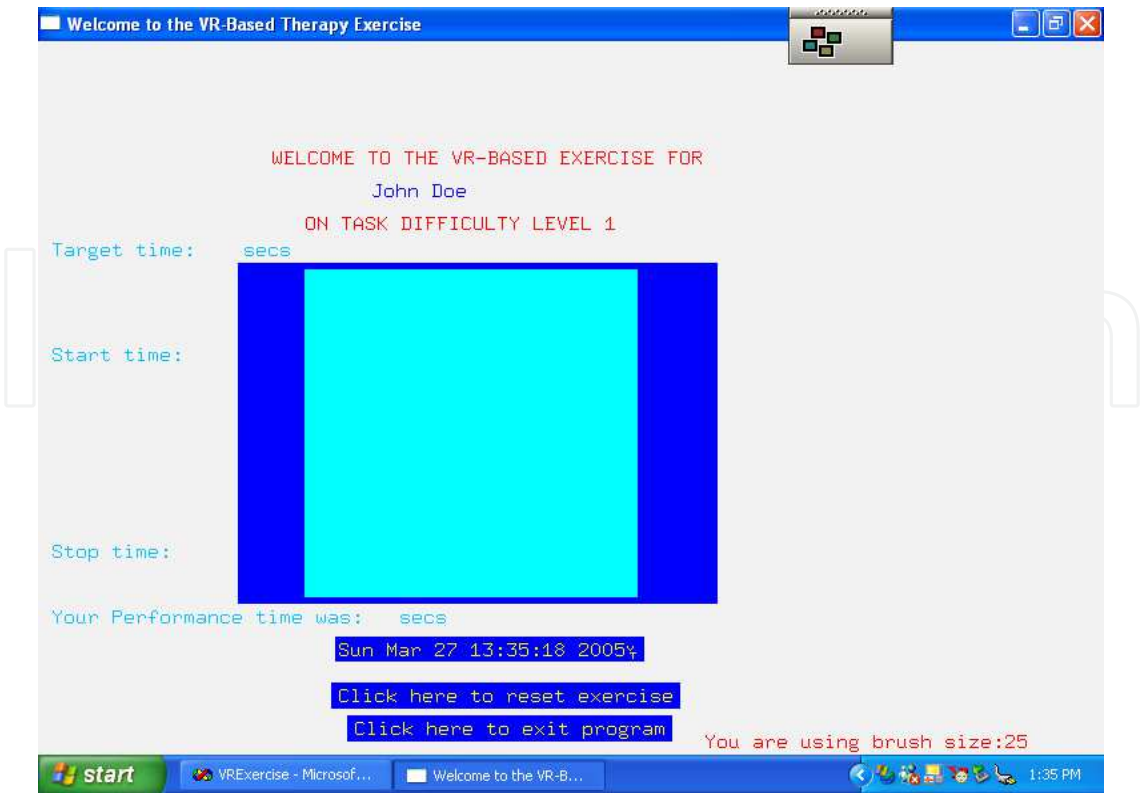 Welcome to the VR-Based Therapy Exercise
WELCOME TO THE VR-BASED EXERCISE FOR
John Doe
ON TASK DIFFICULTY LEVEL 1
Target time: secs
Start time:
Stop time:
Your Performance time was: secs
Sun Mar 27 13:35:18 2005
Click here to reset exercise
Click here to exit program
You are using brush size:25
start VRExercise - Microsof... Welcome to the VR-B... 1:35 PM